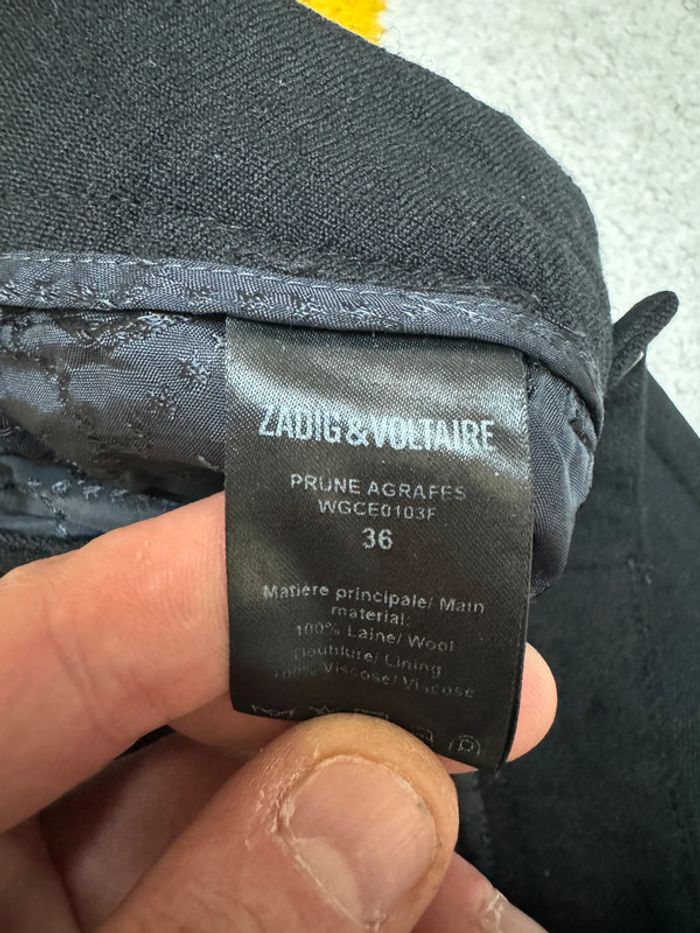 ZADIG&VOLTAIRE
PRUNE AGRAFES
WGCE0103F
36
Matière principale/ Main
material:
100% Laine/ Wool
Doublure/ Lining
100% Viscose/ Viscose